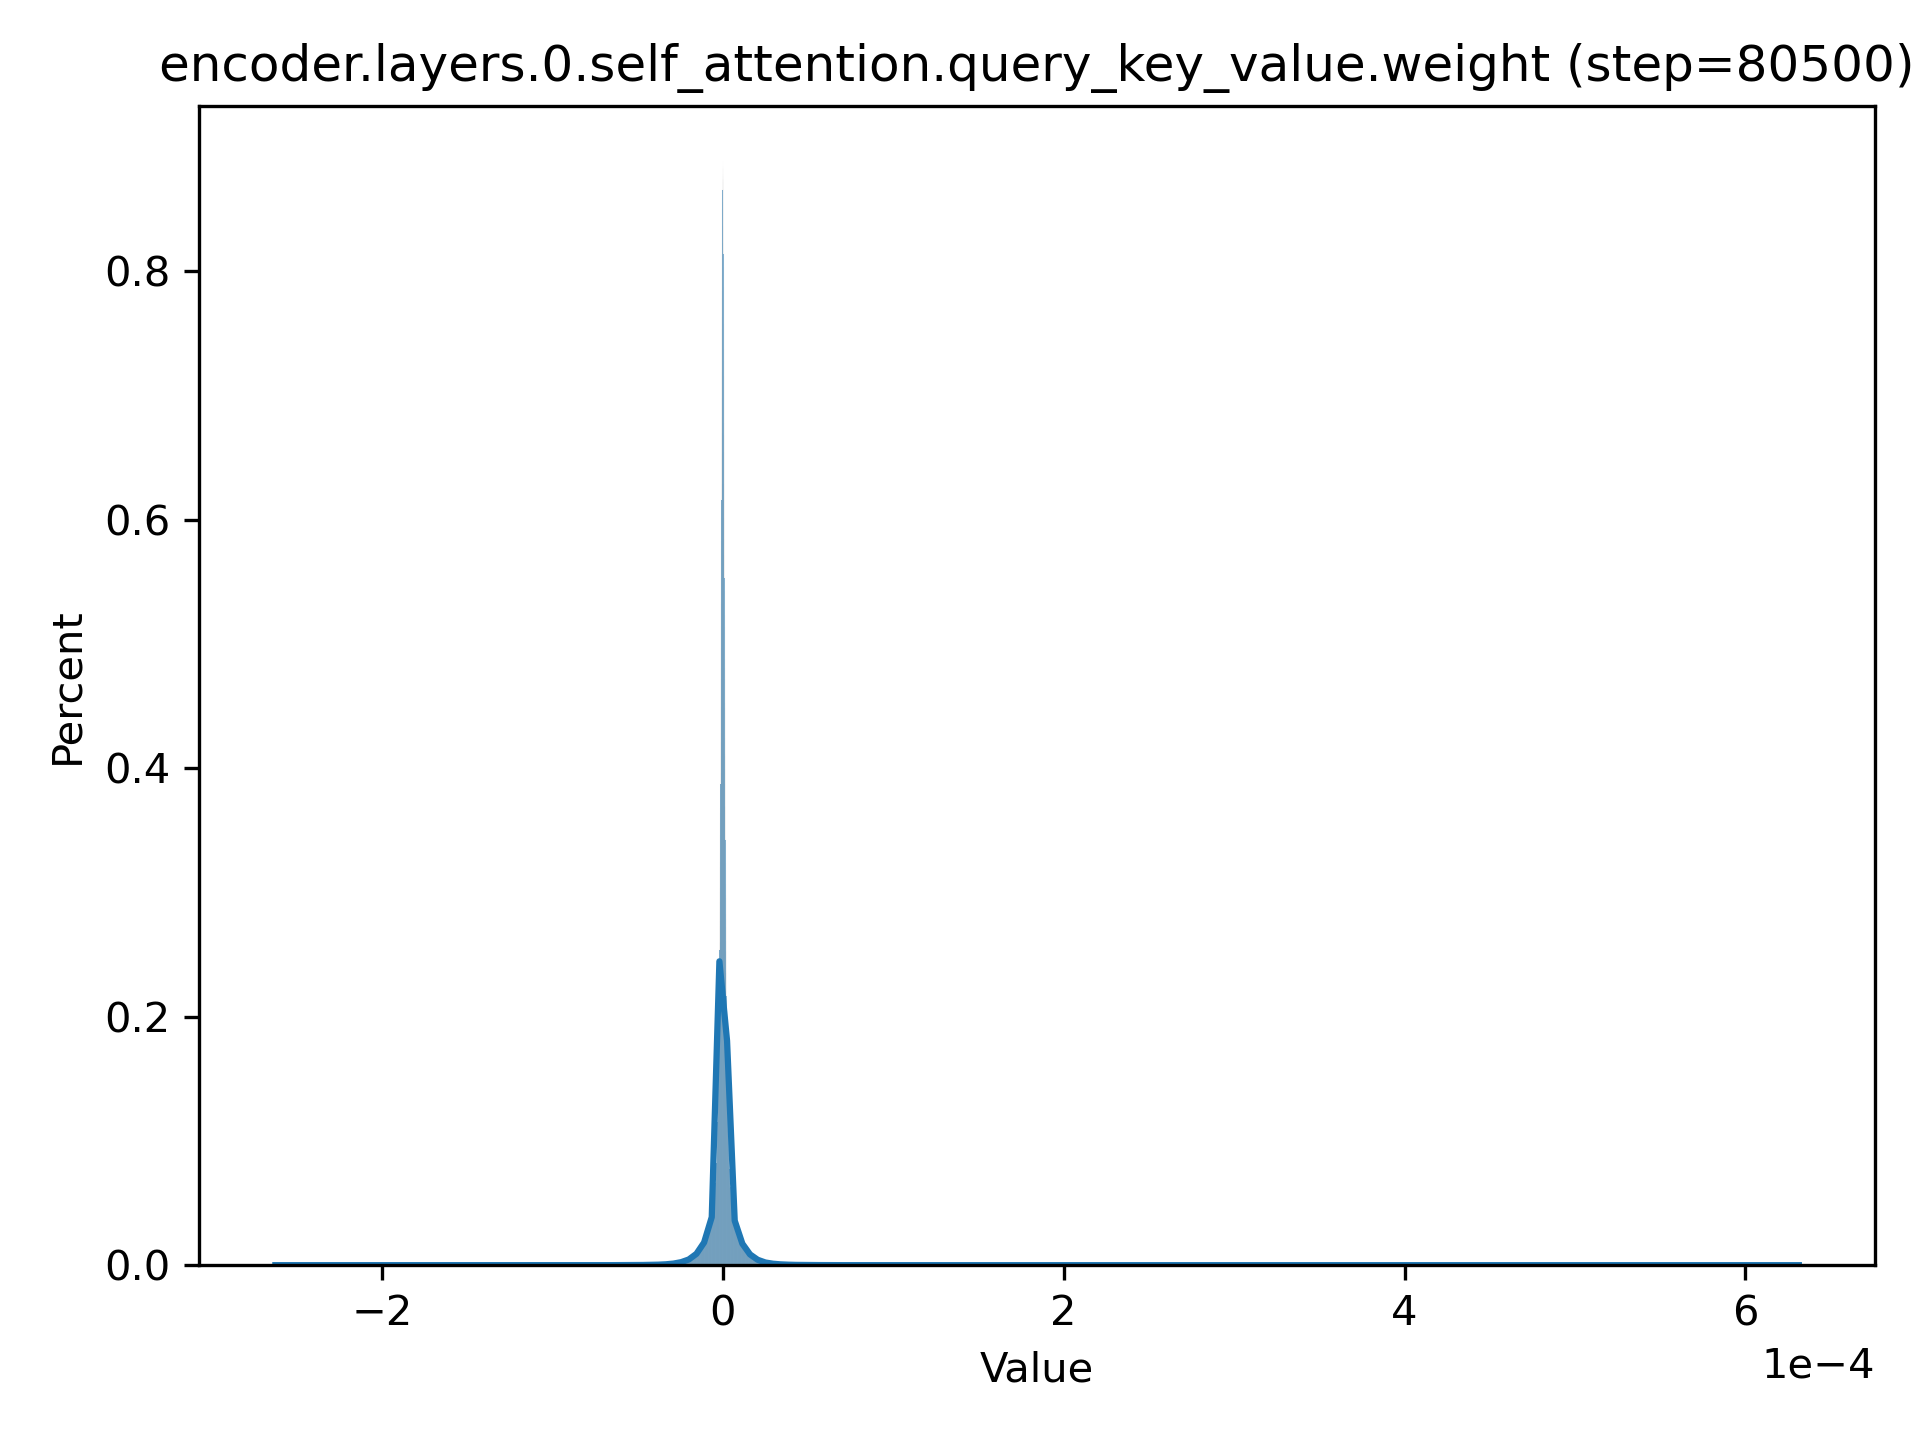 encoder.layers.0.self_attention.query_key_value.weight (step=80500)
0.8
0.6
0.4
0.2
0.0
Percent
−2 0 2 4 6
Value
1e−4